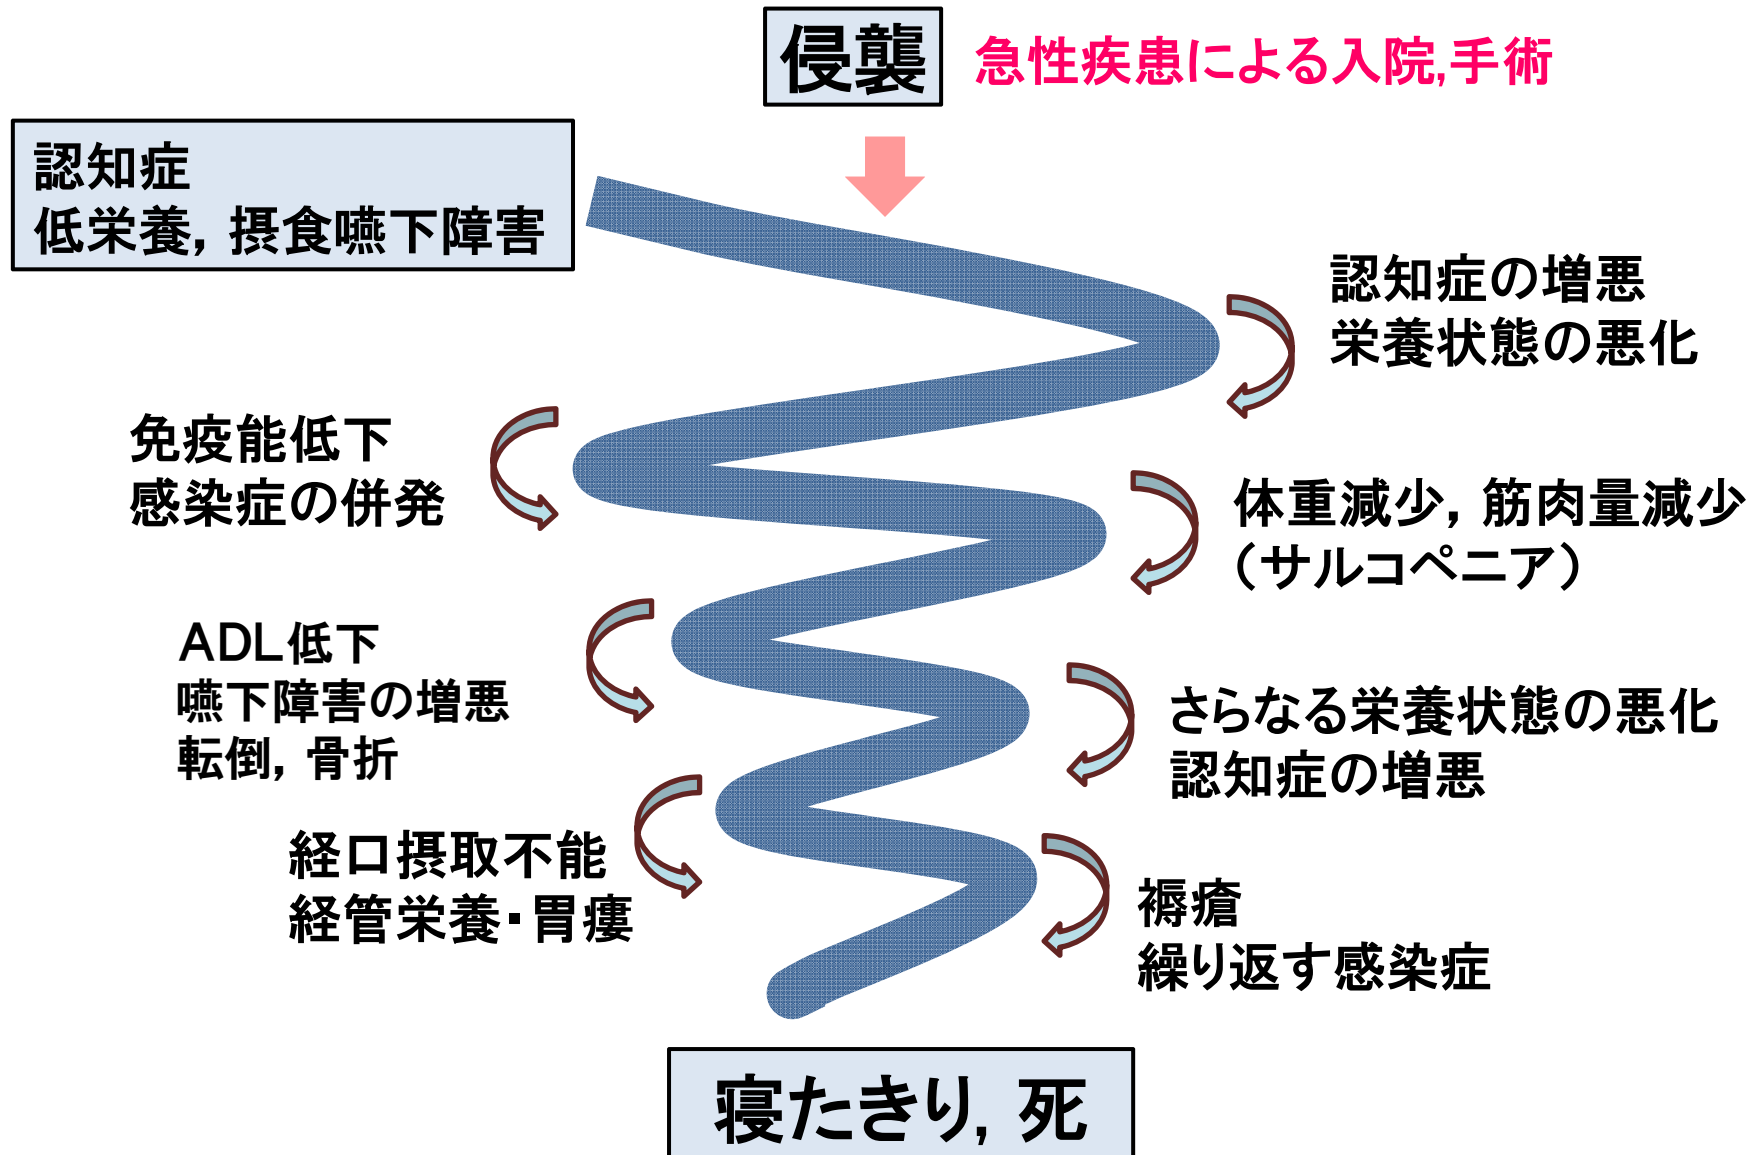 侵襲
急性疾患による入院,手術
認知症
低栄養, 摂食嚥下障害
認知症の増悪
栄養状態の悪化
免疫能低下
感染症の併発
体重減少, 筋肉量減少
（サルコペニア）
ADL低下
嚥下障害の増悪
転倒, 骨折
さらなる栄養状態の悪化
認知症の増悪
経口摂取不能
経管栄養・胃瘻
褥瘡
繰り返す感染症
寝たきり, 死